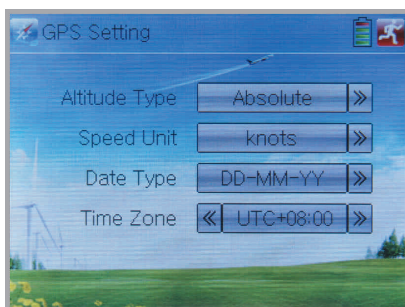 GPS Setting
Altitude Type Absolute
Speed Unit knots
Date Type DD-MM-YY
Time Zone UTC+08:00